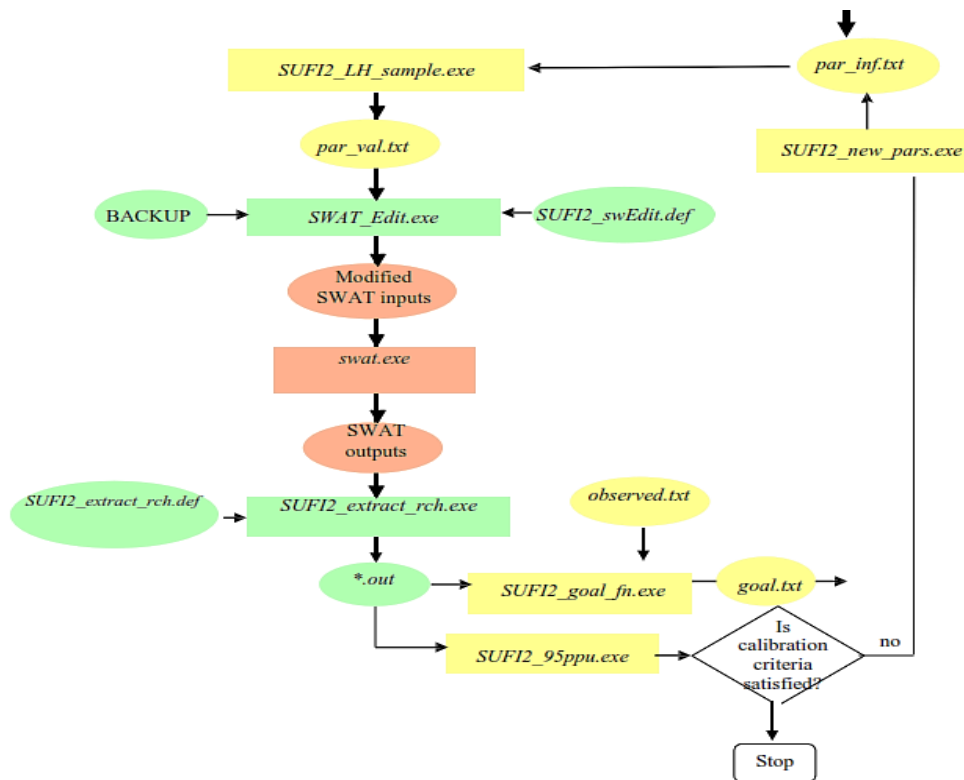 par_inf.txt
SUFI2_LH_sample.exe
par_val.txt
SUFI2_new_pars.exe
BACKUP
SWAT_Edit.exe
SUFI2_swEdit.def
Modified
SWAT inputs
swat.exe
SWAT
outputs
SUFI2_extract_rch.def
SUFI2_extract_rch.exe
observed.txt
*.out
SUFI2_goal_fn.exe
goal.txt
Is
calibration
criteria
satisfied?
no
SUFI2_95ppu.exe
Stop